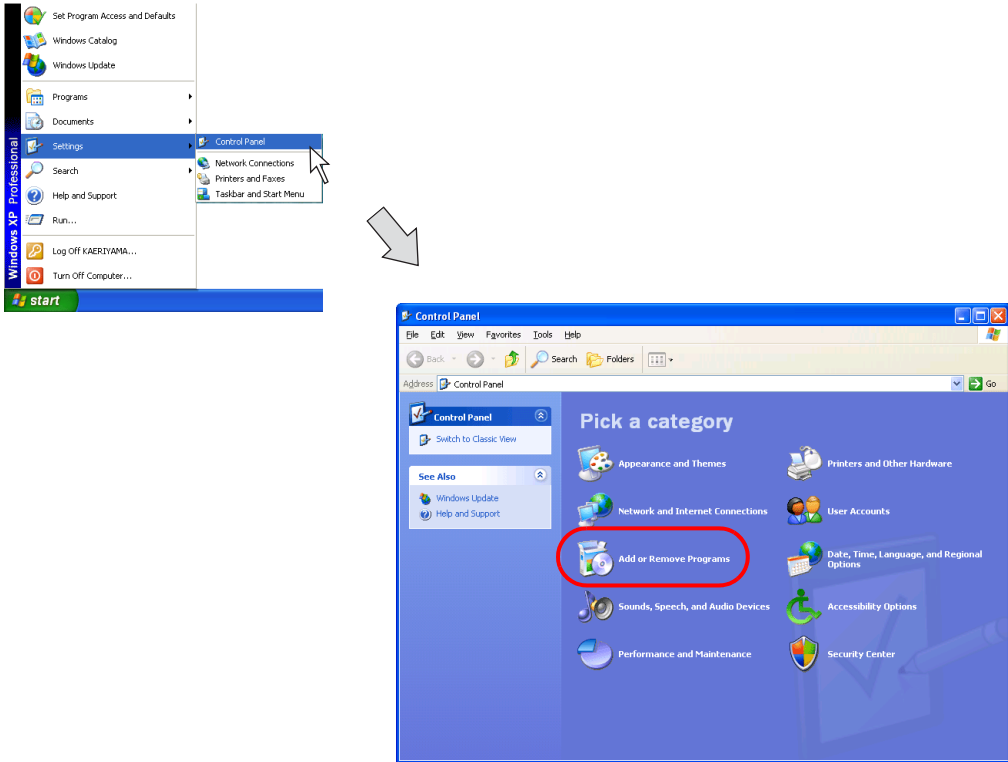 Set Program Access and Defaults
Windows Catalog
Windows Update
Programs
Documents
Settings
Search
Help and Support
Run...
Log Off KAERIYAMA...
Turn Off Computer...
Windows XP Professional
start
Control Panel
Network Connections
Printers and Faxes
Taskbar and Start Menu
Control Panel
File Edit View Favorites Tools Help
Back Search Folders
Address Control Panel Go
Control Panel
Switch to Classic View
See Also
Windows Update
Help and Support
Pick a category
Appearance and Themes
Printers and Other Hardware
Network and Internet Connections
User Accounts
Add or Remove Programs
Date, Time, Language, and Regional
Options
Sounds, Speech, and Audio Devices
Accessibility Options
Performance and Maintenance
Security Center